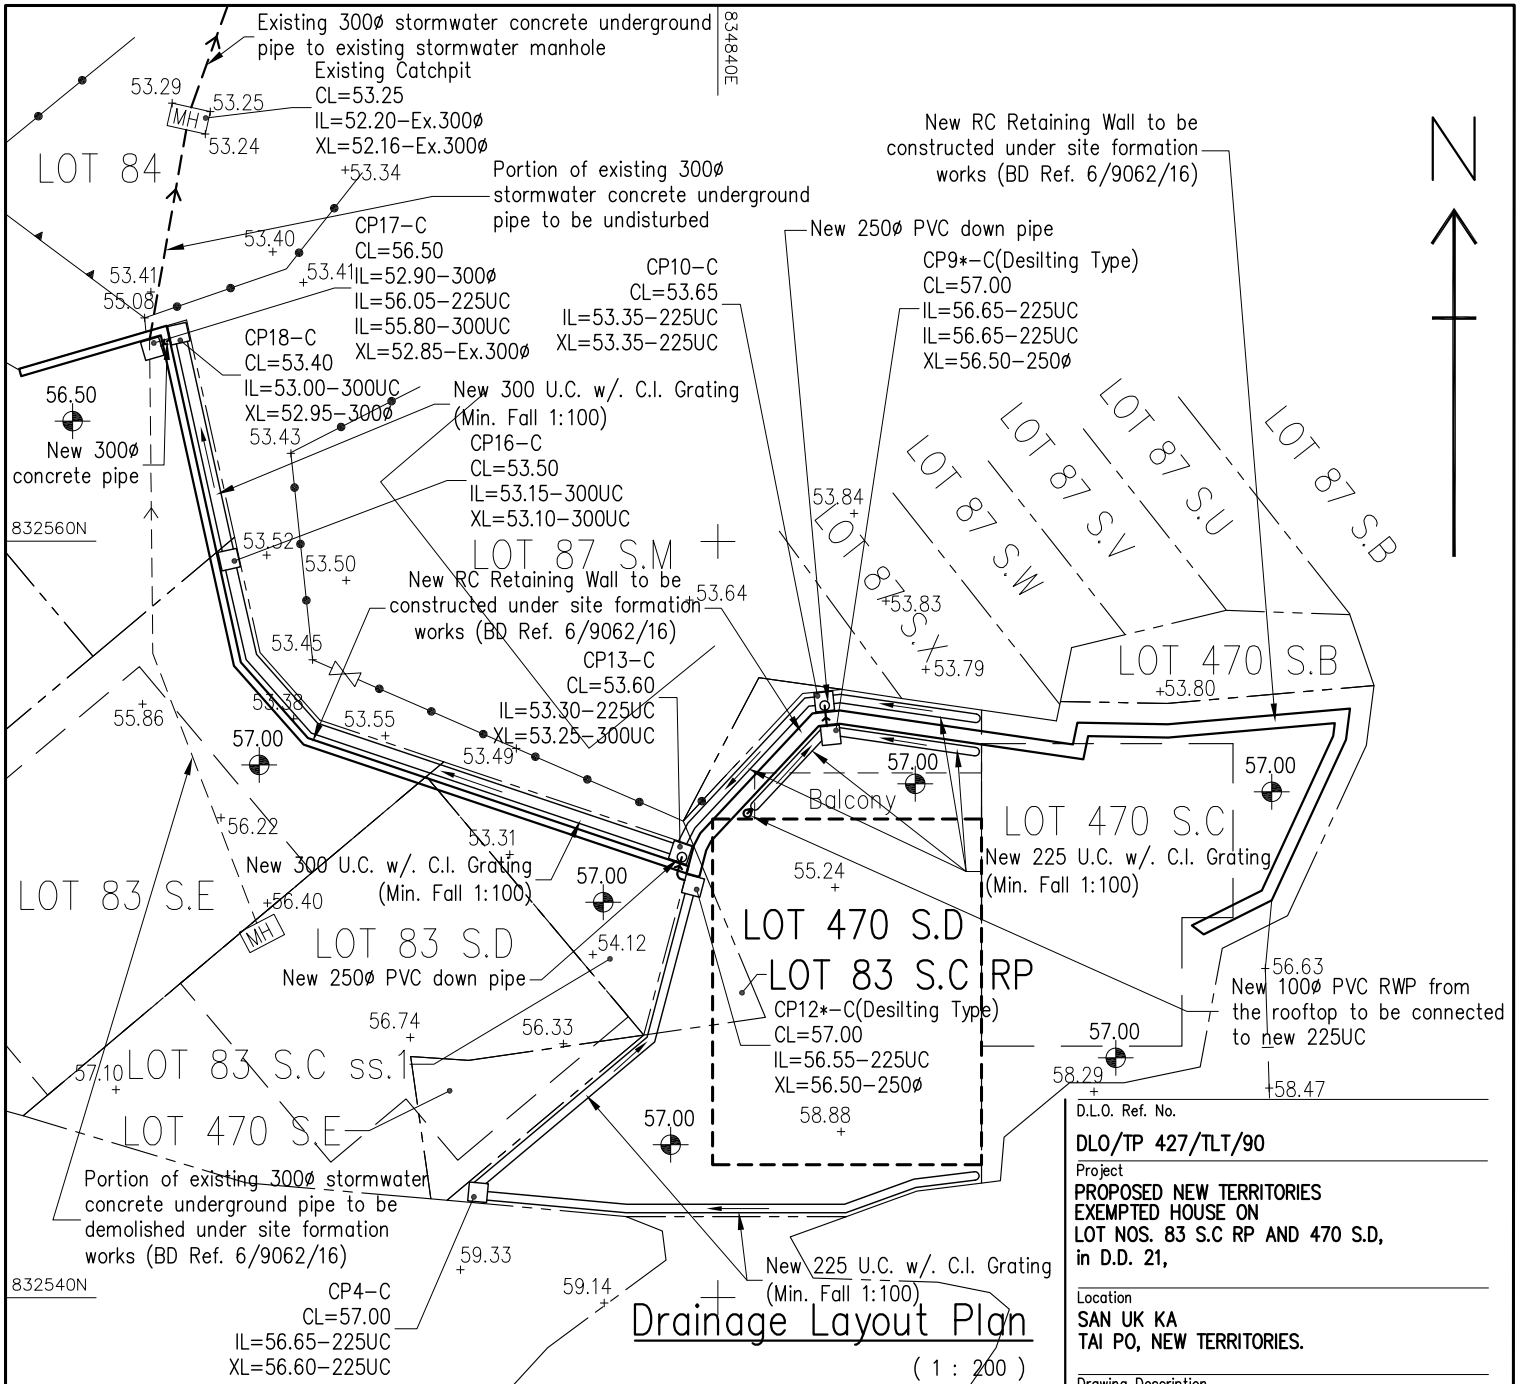 Existing 300ø stormwater concrete underground
pipe to existing stormwater manhole
834840E
Existing Catchpit
CL=53.25
IL=52.20-Ex.300ø
XL=52.16-Ex.300ø
53.29
53.25
MH
53.24
LOT 84
+53.34
Portion of existing 300ø
stormwater concrete underground
pipe to be undisturbed
New RC Retaining Wall to be
constructed under site formation
works (BD Ref. 6/9062/16)
N
53.40
53.41
53.41
55.08
CP17-C
CL=56.50
IL=52.90-300ø
IL=56.05-225UC
IL=55.80-300UC
XL=52.85-Ex.300ø
New 250ø PVC down pipe
CP10-C
CL=53.65
IL=53.35-225UC
XL=53.35-225UC
CP9*-C(Desilting Type)
CL=57.00
IL=56.65-225UC
IL=56.65-225UC
XL=56.50-250ø
CP18-C
CL=53.40
IL=53.00-300UC
XL=52.95-300ø
56.50
New 300ø
concrete pipe
New 300 U.C. w/. C.I. Grating
(Min. Fall 1:100)
53.43
CP16-C
CL=53.50
IL=53.15-300UC
XL=53.10-300UC
LOT 87 S.B
LOT 87 S.U
LOT 87 S.V
LOT 87 S.W
LOT 87 S.X
53.84
832560N
53.52
53.50
LOT 87 S.M
New RC Retaining Wall to be
constructed under site formation
works (BD Ref. 6/9062/16)
+53.64
+53.83
+53.79
53.45
CP13-C
CL=53.60
IL=53.30-225UC
XL=53.25-300UC
LOT 470 S.B
+53.80
55.86
53.38
53.55
53.49
57.00
57.00
57.00
Balcony
LOT 470 S.C
+56.22
53.31
New 300 U.C. w/. C.I. Grating
(Min. Fall 1:100)
57.00
55.24
New 225 U.C. w/. C.I. Grating
(Min. Fall 1:100)
LOT 83 S.E
+56.40
MH
LOT 83 S.D
54.12
LOT 470 S.D
LOT 83 S.C RP
New 250ø PVC down pipe
56.63
New 100ø PVC RWP from
the rooftop to be connected
to new 225UC
CP12*-C(Desilting Type)
CL=57.00
IL=56.55-225UC
XL=56.50-250ø
56.74
56.33
57.00
57.10
LOT 83 S.C ss.1
58.29
58.47
LOT 470 S.E
57.00
58.88
Portion of existing 300ø stormwater
concrete underground pipe to be
demolished under site formation
works (BD Ref. 6/9062/16)
59.33
59.14
832540N
CP4-C
CL=57.00
IL=56.65-225UC
XL=56.60-225UC
New 225 U.C. w/. C.I. Grating
(Min. Fall 1:100)
Drainage Layout Plan
( 1 : 200 )
D.L.O. Ref. No.
DLO/TP 427/TLT/90
Project
PROPOSED NEW TERRITORIES
EXEMPTED HOUSE ON
LOT NOS. 83 S.C RP AND 470 S.D,
in D.D. 21,
Location
SAN UK KA
TAI PO, NEW TERRITORIES.
Drawing Description